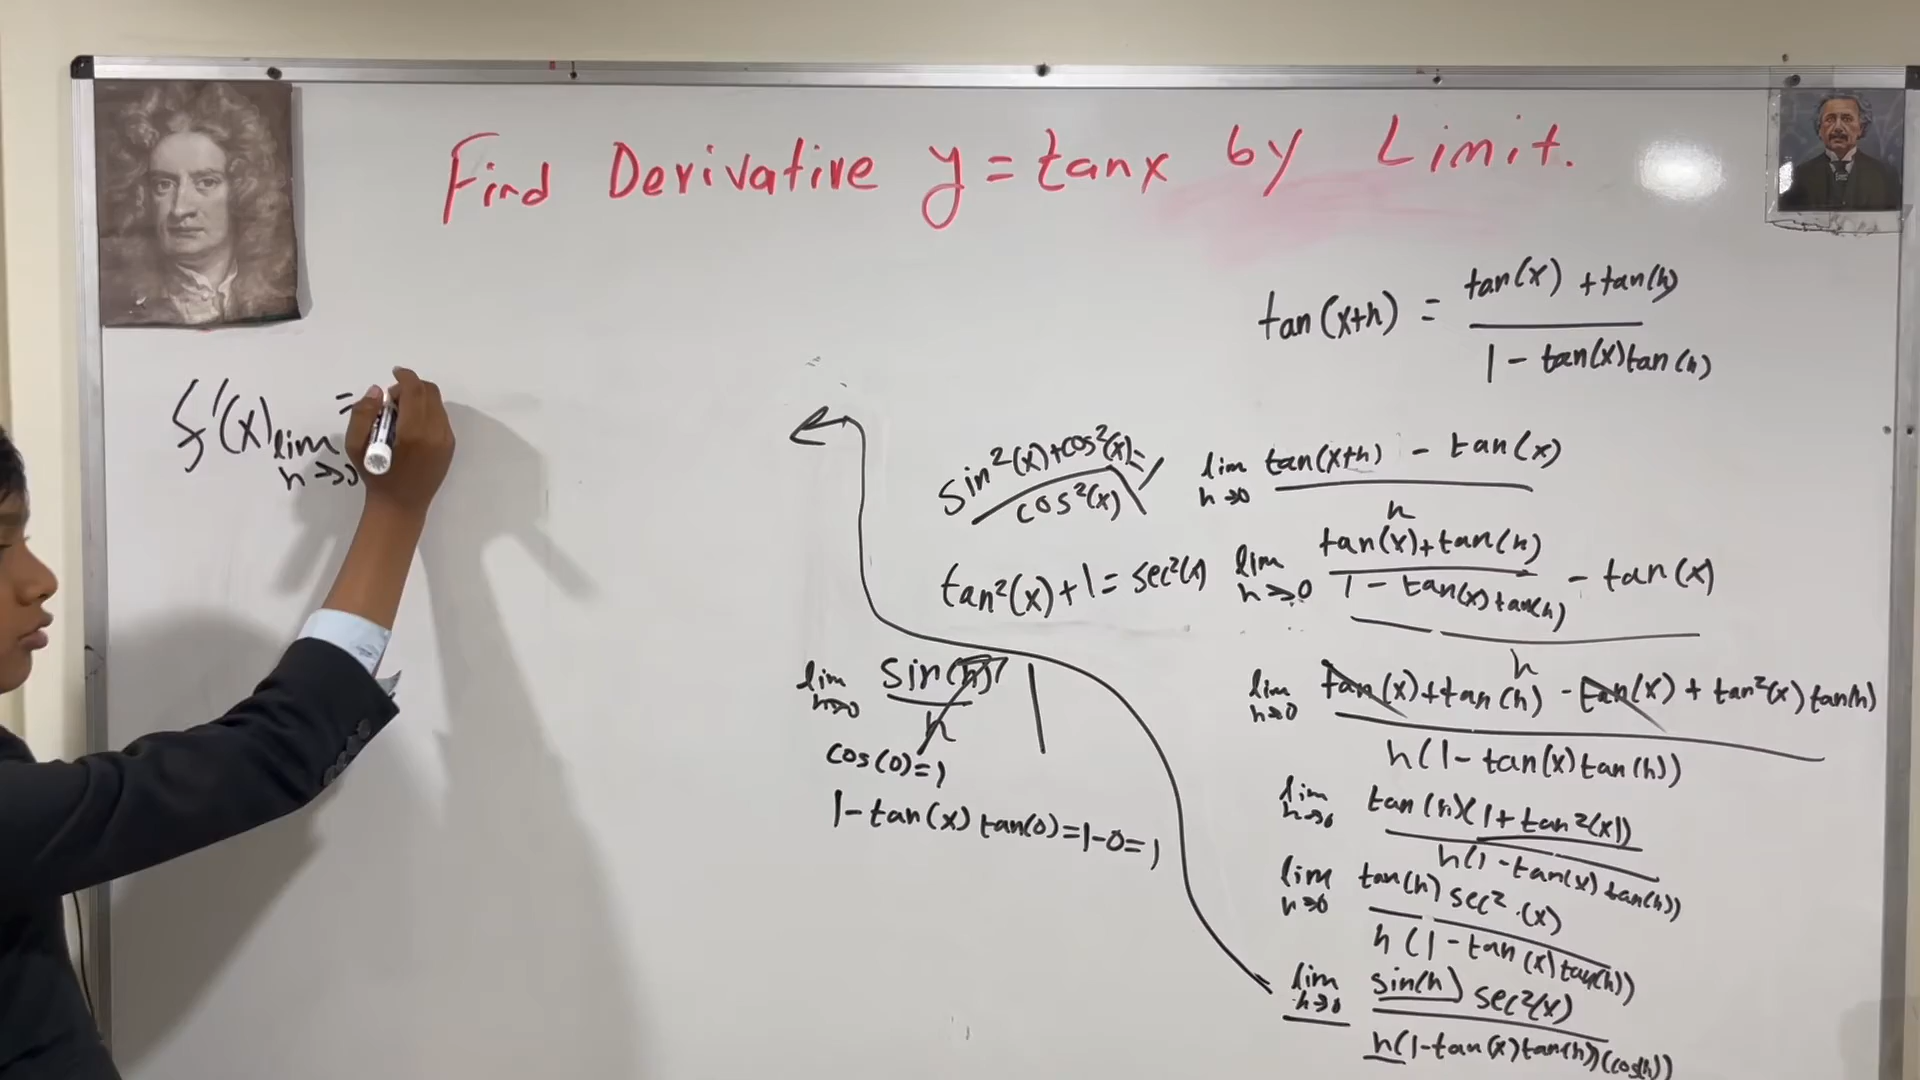 Find Derivative y = tanx by Limit.
tan(x+h) = tan(x) + tan(h)
1 - tan(x)tan(h)
f'(x) lim =
h→0
sin²(x)+cos²(x)=1
cos²(x)
lim tan(x+h) - tan(x)
h→0 h
tan²(x)+1=sec²(x)
lim tan(x)+tan(h) - tan(x)
h→0 1 - tan(x)tan(h)
h
lim sin(h)
h→0 h
cos(0)=1
1-tan(x)tan(0)=1-0=1
lim tan(x)+tan(h) - tan(x) + tan²(x)tan(h)
h→0 h(1-tan(x)tan(h))
lim tan(h)(1+tan²(x))
h→0 h(1-tan(x)tan(h))
lim tan(h) sec².(x)
h→0 h(1-tan(x)tan(h))
lim sin(h) sec²(x)
h→0 h(1-tan(x)tan(h))(cos(h))